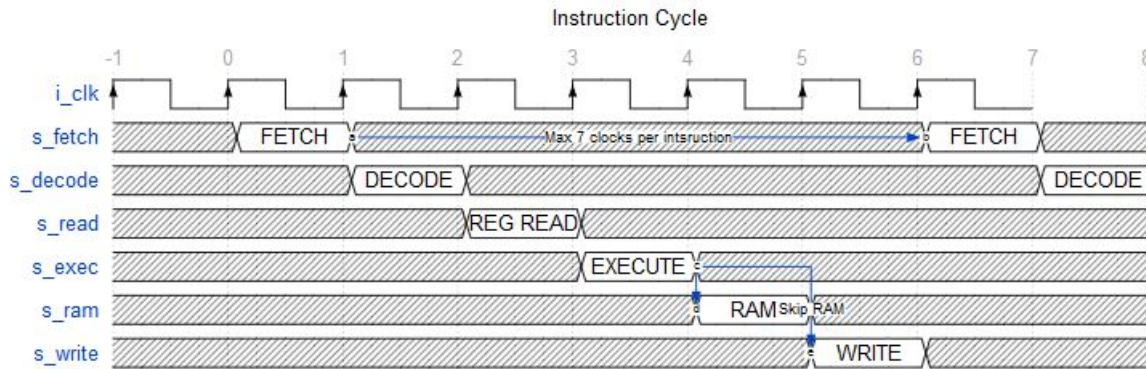 Instruction Cycle
-1 0 1 2 3 4 5 6 7 8
i_clk
s_fetch FETCH a Max 7 clocks per intsruction b FETCH
s_decode DECODE DECODE
s_read REG READ
s_exec EXECUTE c
s_ram RAM Skip RAM
s_write WRITE